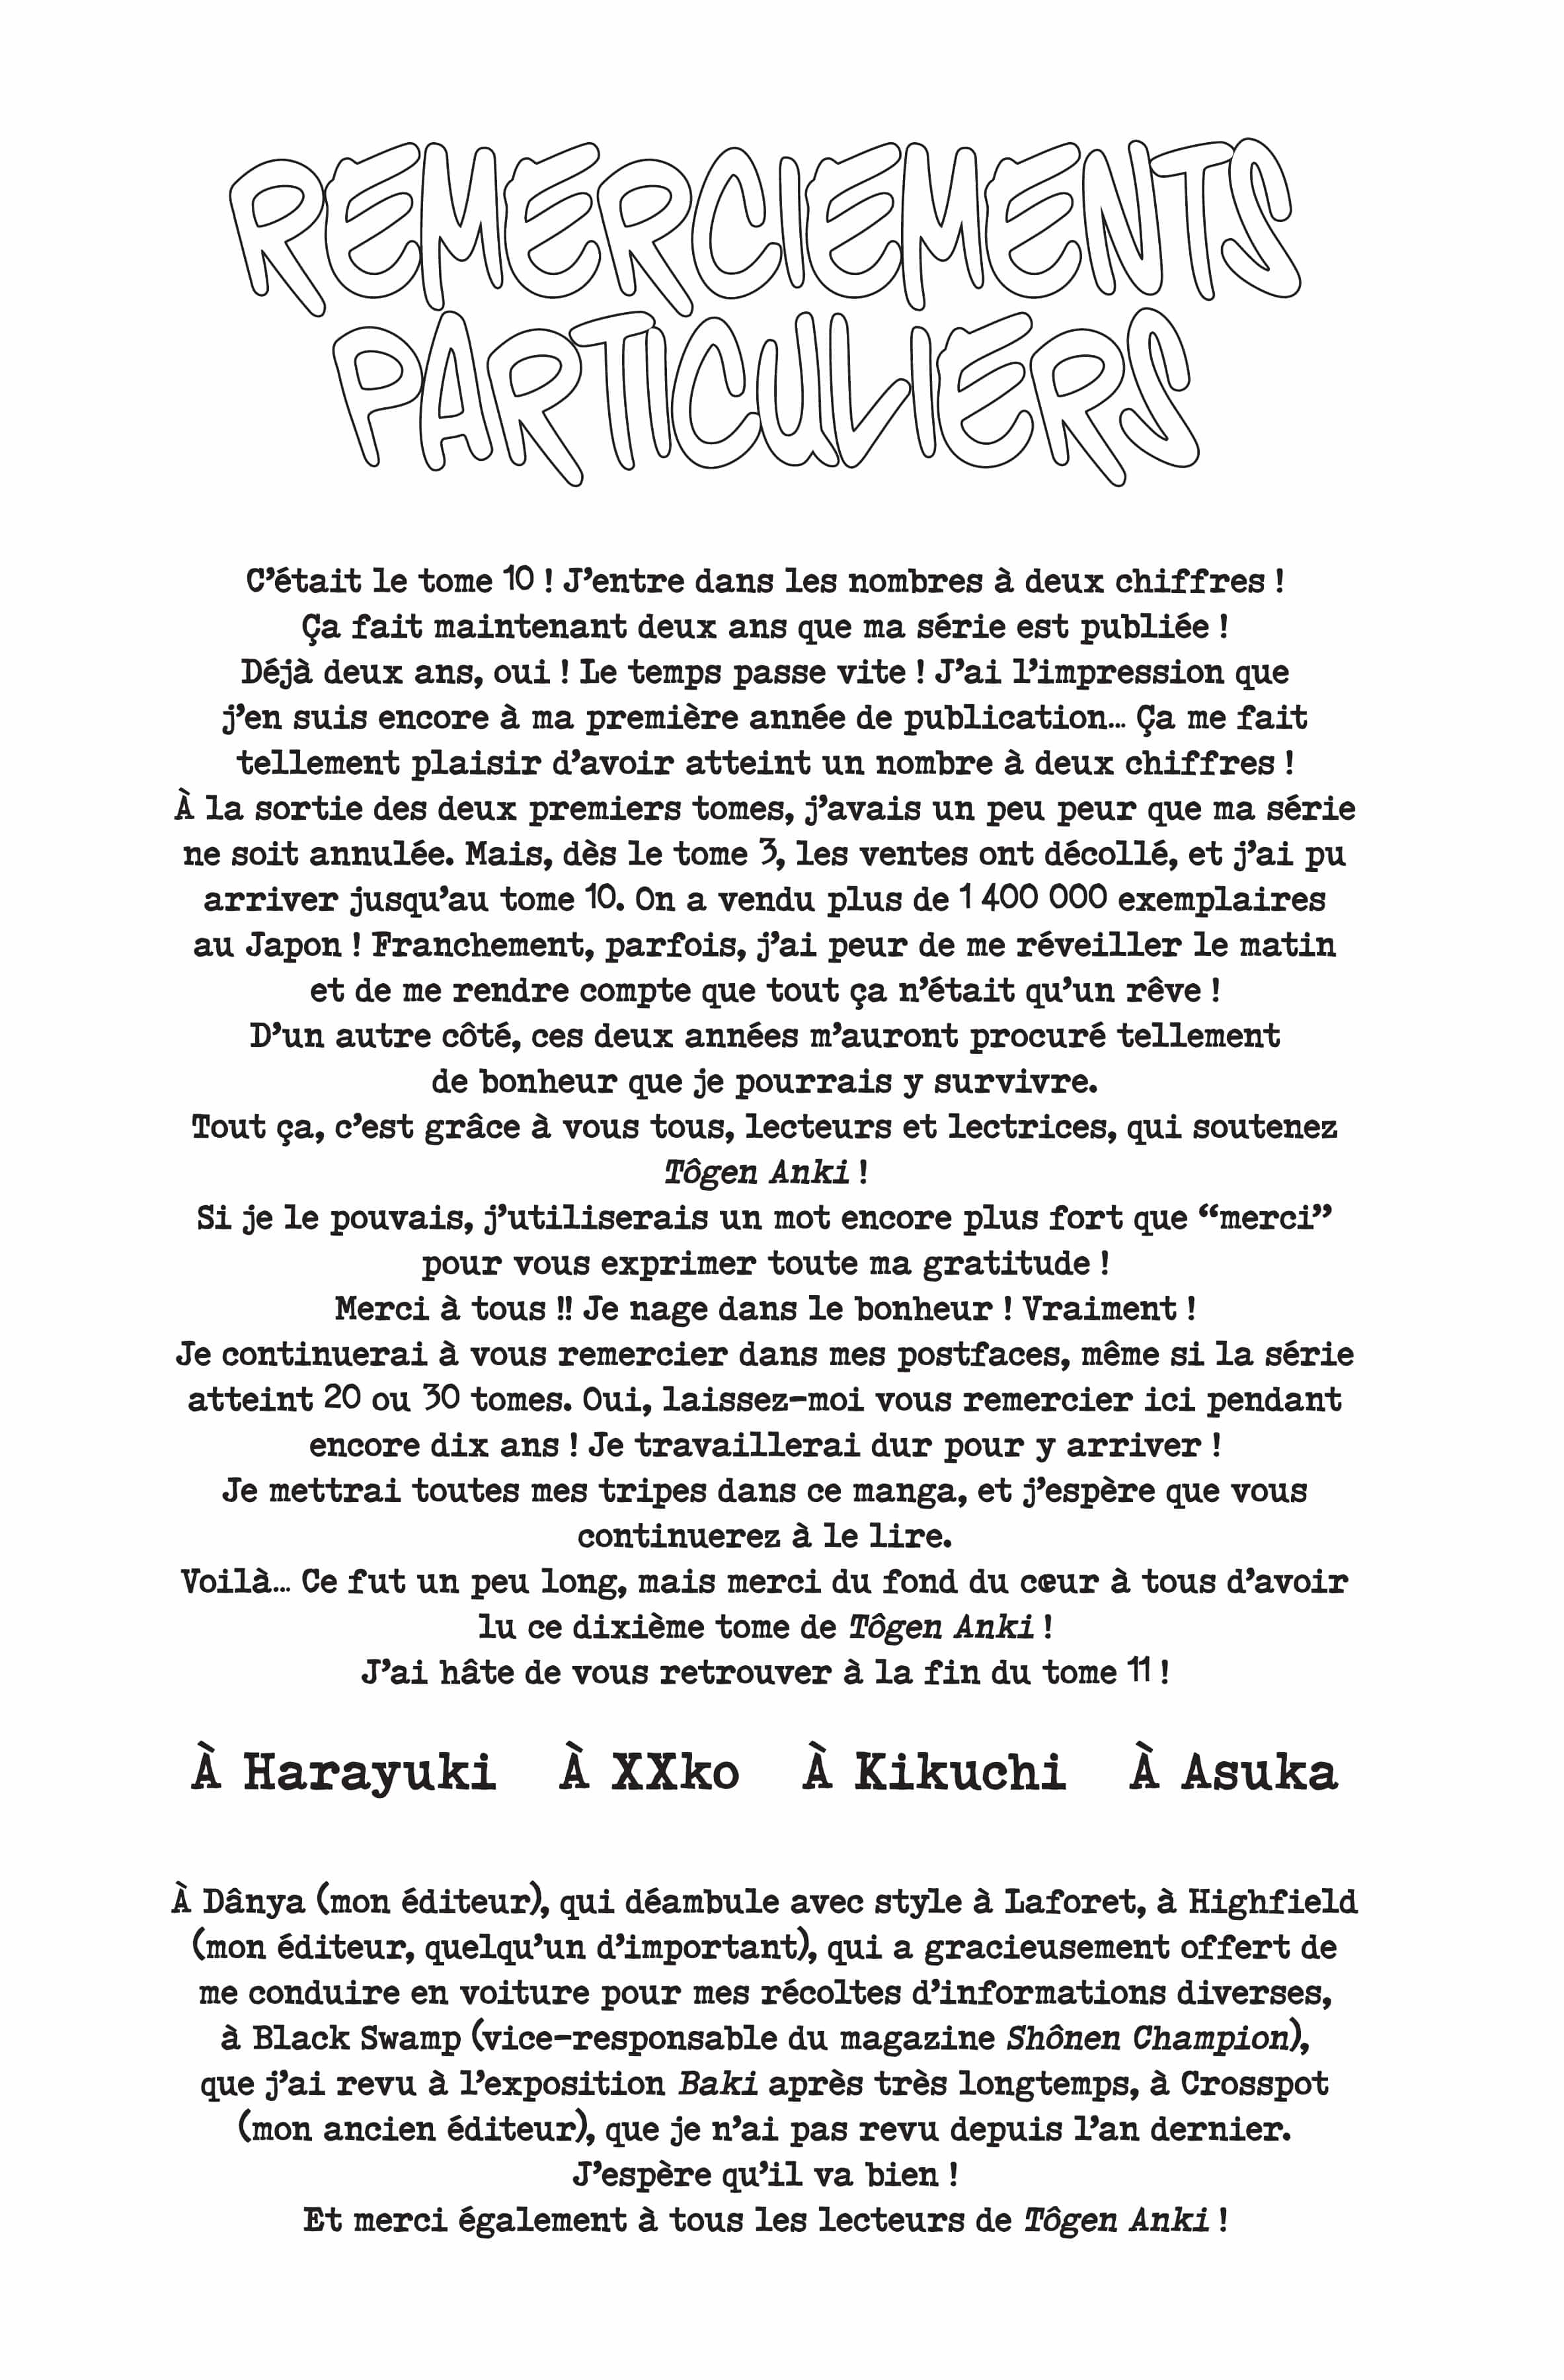 REMERCIEMENTS
PARTICULIERS
C’était le tome 10 ! J’entre dans les nombres à deux chiffres !
Ça fait maintenant deux ans que ma série est publiée !
Déjà deux ans, oui ! Le temps passe vite ! J’ai l’impression que
j’en suis encore à ma première année de publication… Ça me fait
tellement plaisir d’avoir atteint un nombre à deux chiffres !
À la sortie des deux premiers tomes, j’avais un peu peur que ma série
ne soit annulée. Mais, dès le tome 3, les ventes ont décollé, et j’ai pu
arriver jusqu’au tome 10. On a vendu plus de 1 400 000 exemplaires
au Japon ! Franchement, parfois, j’ai peur de me réveiller le matin
et de me rendre compte que tout ça n’était qu’un rêve !
D’un autre côté, ces deux années m’auront procuré tellement
de bonheur que je pourrais y survivre.
Tout ça, c’est grâce à vous tous, lecteurs et lectrices, qui soutenez
Tôgen Anki !
Si je le pouvais, j’utiliserais un mot encore plus fort que “merci”
pour vous exprimer toute ma gratitude !
Merci à tous !! Je nage dans le bonheur ! Vraiment !
Je continuerai à vous remercier dans mes postfaces, même si la série
atteint 20 ou 30 tomes. Oui, laissez-moi vous remercier ici pendant
encore dix ans ! Je travaillerai dur pour y arriver !
Je mettrai toutes mes tripes dans ce manga, et j’espère que vous
continuerez à le lire.
Voilà… Ce fut un peu long, mais merci du fond du cœur à tous d’avoir
lu ce dixième tome de Tôgen Anki !
J’ai hâte de vous retrouver à la fin du tome 11 !
À Harayuki À XXko À Kikuchi À Asuka
À Dânya (mon éditeur), qui déambule avec style à Laforet, à Highfield
(mon éditeur, quelqu’un d’important), qui a gracieusement offert de
me conduire en voiture pour mes récoltes d’informations diverses,
à Black Swamp (vice-responsable du magazine Shônen Champion),
que j’ai revu à l’exposition Baki après très longtemps, à Crosspot
(mon ancien éditeur), que je n’ai pas revu depuis l’an dernier.
J’espère qu’il va bien !
Et merci également à tous les lecteurs de Tôgen Anki !